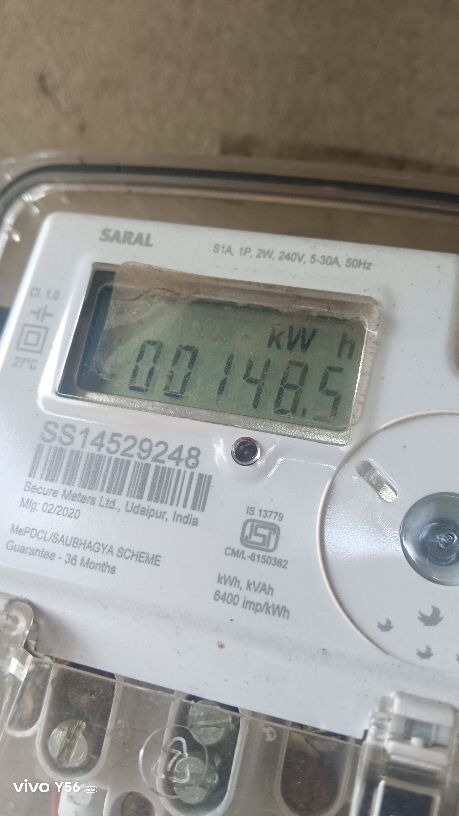 SARAL
S1A, 1P, 2W, 240V, 5-30A, 50Hz
Cl. 1.0
27°C
kW h
00148.5
SS14529248
Secure Meters Ltd., Udaipur, India
Mfg: 02/2020
MePDCL/SAUBHAGYA SCHEME
Guarantee - 36 Months
IS 13779
ISI
CM/L-8150362
kWh, kVAh
6400 imp/kWh
vivo Y56